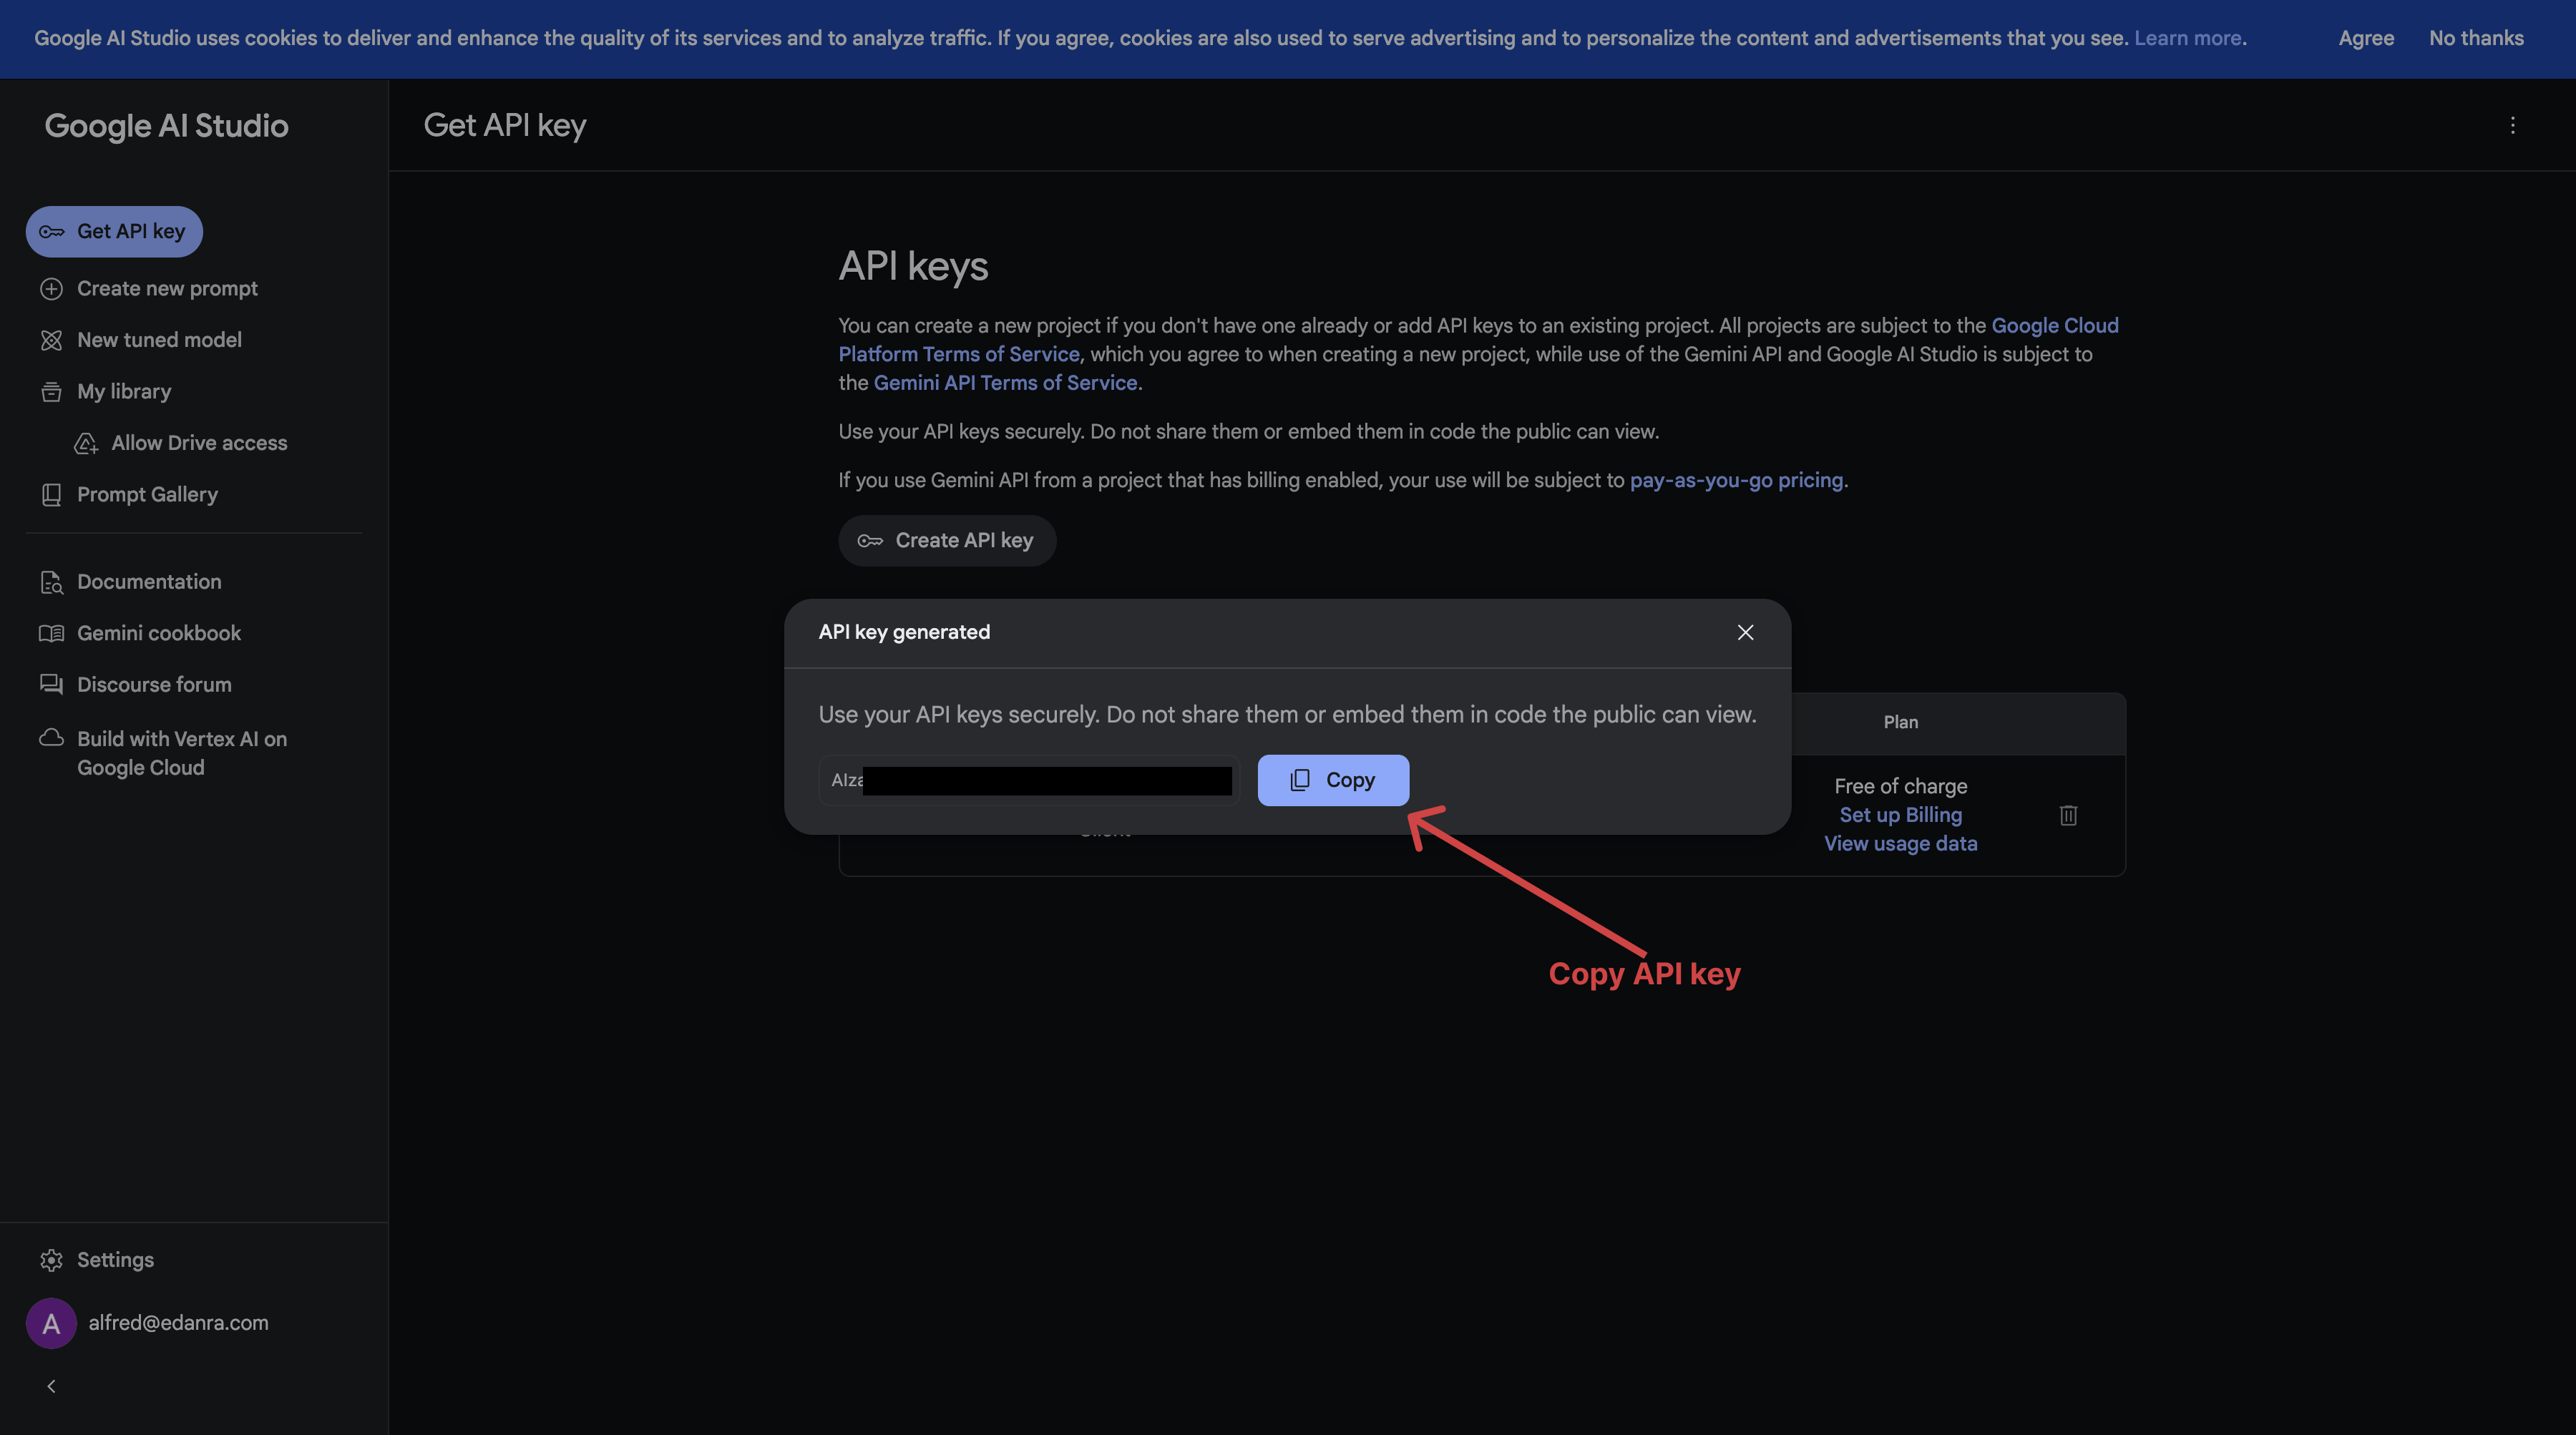 Google AI Studio uses cookies to deliver and enhance the quality of its services and to analyze traffic. If you agree, cookies are also used to serve advertising and to personalize the content and advertisements that you see. Learn more.
Agree
No thanks
Google AI Studio
Get API key
Get API key
Create new prompt
New tuned model
My library
Allow Drive access
Prompt Gallery
Documentation
Gemini cookbook
Discourse forum
Build with Vertex AI on
Google Cloud
Settings
A
alfred@edanra.com
API keys
You can create a new project if you don't have one already or add API keys to an existing project. All projects are subject to the Google Cloud
Platform Terms of Service, which you agree to when creating a new project, while use of the Gemini API and Google AI Studio is subject to
the Gemini API Terms of Service.
Use your API keys securely. Do not share them or embed them in code the public can view.
If you use Gemini API from a project that has billing enabled, your use will be subject to pay-as-you-go pricing.
Create API key
API key generated
Use your API keys securely. Do not share them or embed them in code the public can view.
AIza
Copy
Plan
Free of charge
Set up Billing
View usage data
Copy API key